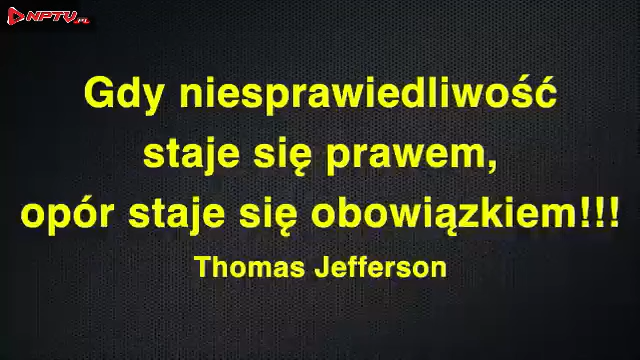 NPTV.PL
Gdy niesprawiedliwość
staje się prawem,
opór staje się obowiązkiem!!!
Thomas Jefferson